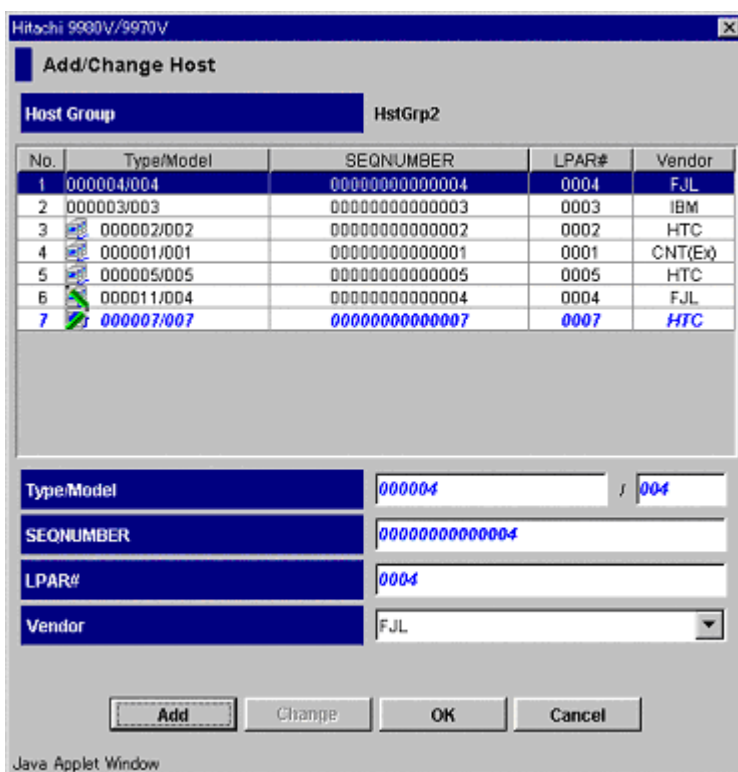 Hitachi 9980V/9970V
Add/Change Host
Host Group HstGrp2
No. Type/Model SEQNUMBER LPAR# Vendor
1 000004/004 00000000000004 0004 FJL
2 000003/003 00000000000003 0003 IBM
3 000002/002 00000000000002 0002 HTC
4 000001/001 00000000000001 0001 CNT(Ex)
5 000005/005 00000000000005 0005 HTC
6 000011/004 00000000000004 0004 FJL
7 000007/007 00000000000007 0007 HTC
Type/Model 000004 / 004
SEQNUMBER 00000000000004
LPAR# 0004
Vendor FJL
Add Change OK Cancel
Java Applet Window